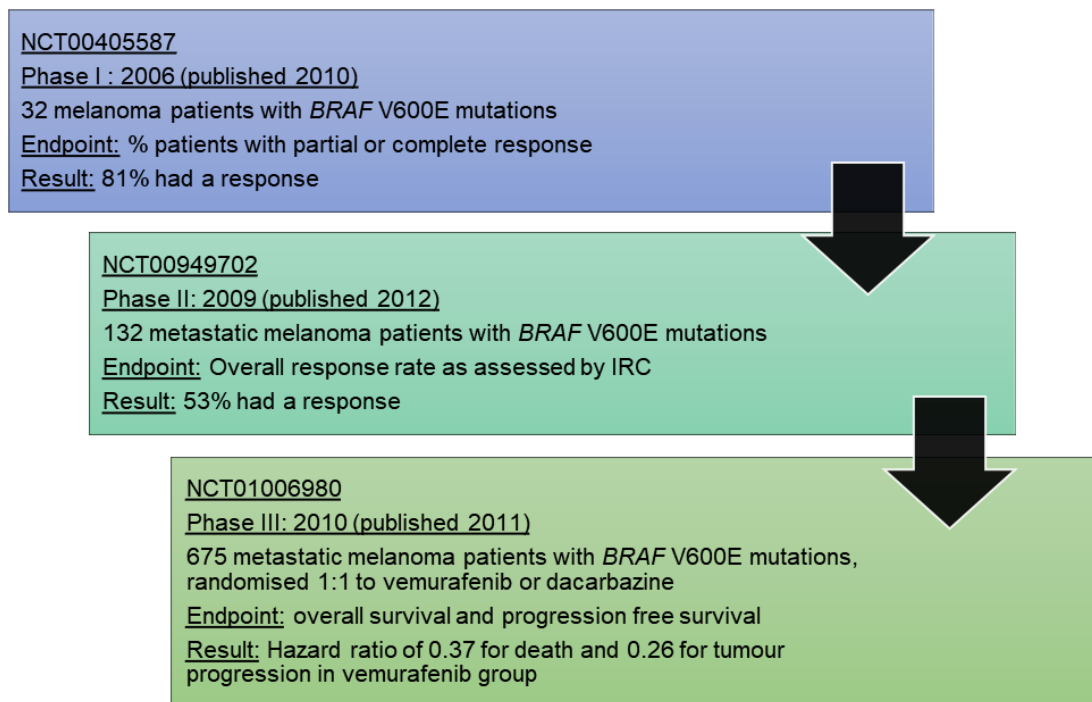 NCT00405587
Phase I : 2006 (published 2010)
32 melanoma patients with BRAF V600E mutations
Endpoint: % patients with partial or complete response
Result: 81% had a response
NCT00949702
Phase II: 2009 (published 2012)
132 metastatic melanoma patients with BRAF V600E mutations
Endpoint: Overall response rate as assessed by IRC
Result: 53% had a response
NCT01006980
Phase III: 2010 (published 2011)
675 metastatic melanoma patients with BRAF V600E mutations,
randomised 1:1 to vemurafenib or dacarbazine
Endpoint: overall survival and progression free survival
Result: Hazard ratio of 0.37 for death and 0.26 for tumour
progression in vemurafenib group